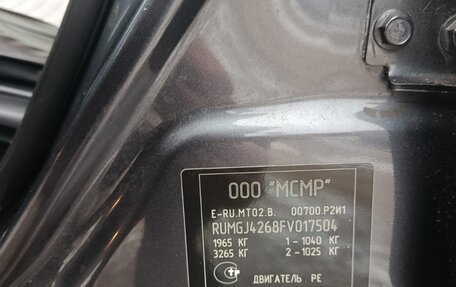 ООО "МСМР"
E-RU.MT02.B. 00700.P2И1
RUMGJ4268FV017504
1965 КГ 1 - 1040 КГ
3265 КГ 2 - 1025 КГ
ДВИГАТЕЛЬ PE